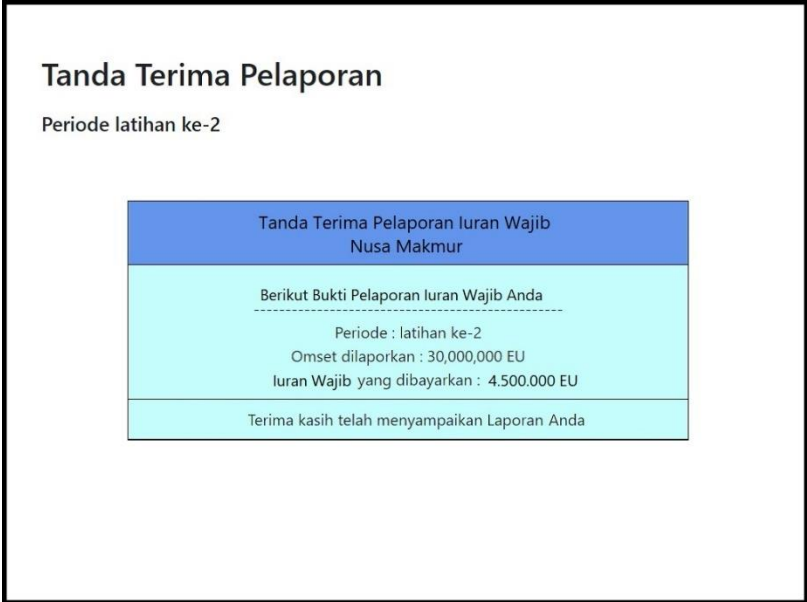 Tanda Terima Pelaporan
Periode latihan ke-2
Tanda Terima Pelaporan Iuran Wajib
Nusa Makmur
Berikut Bukti Pelaporan Iuran Wajib Anda
------------------------------------------------
Periode : latihan ke-2
Omset dilaporkan : 30,000,000 EU
Iuran Wajib yang dibayarkan : 4.500.000 EU
Terima kasih telah menyampaikan Laporan Anda